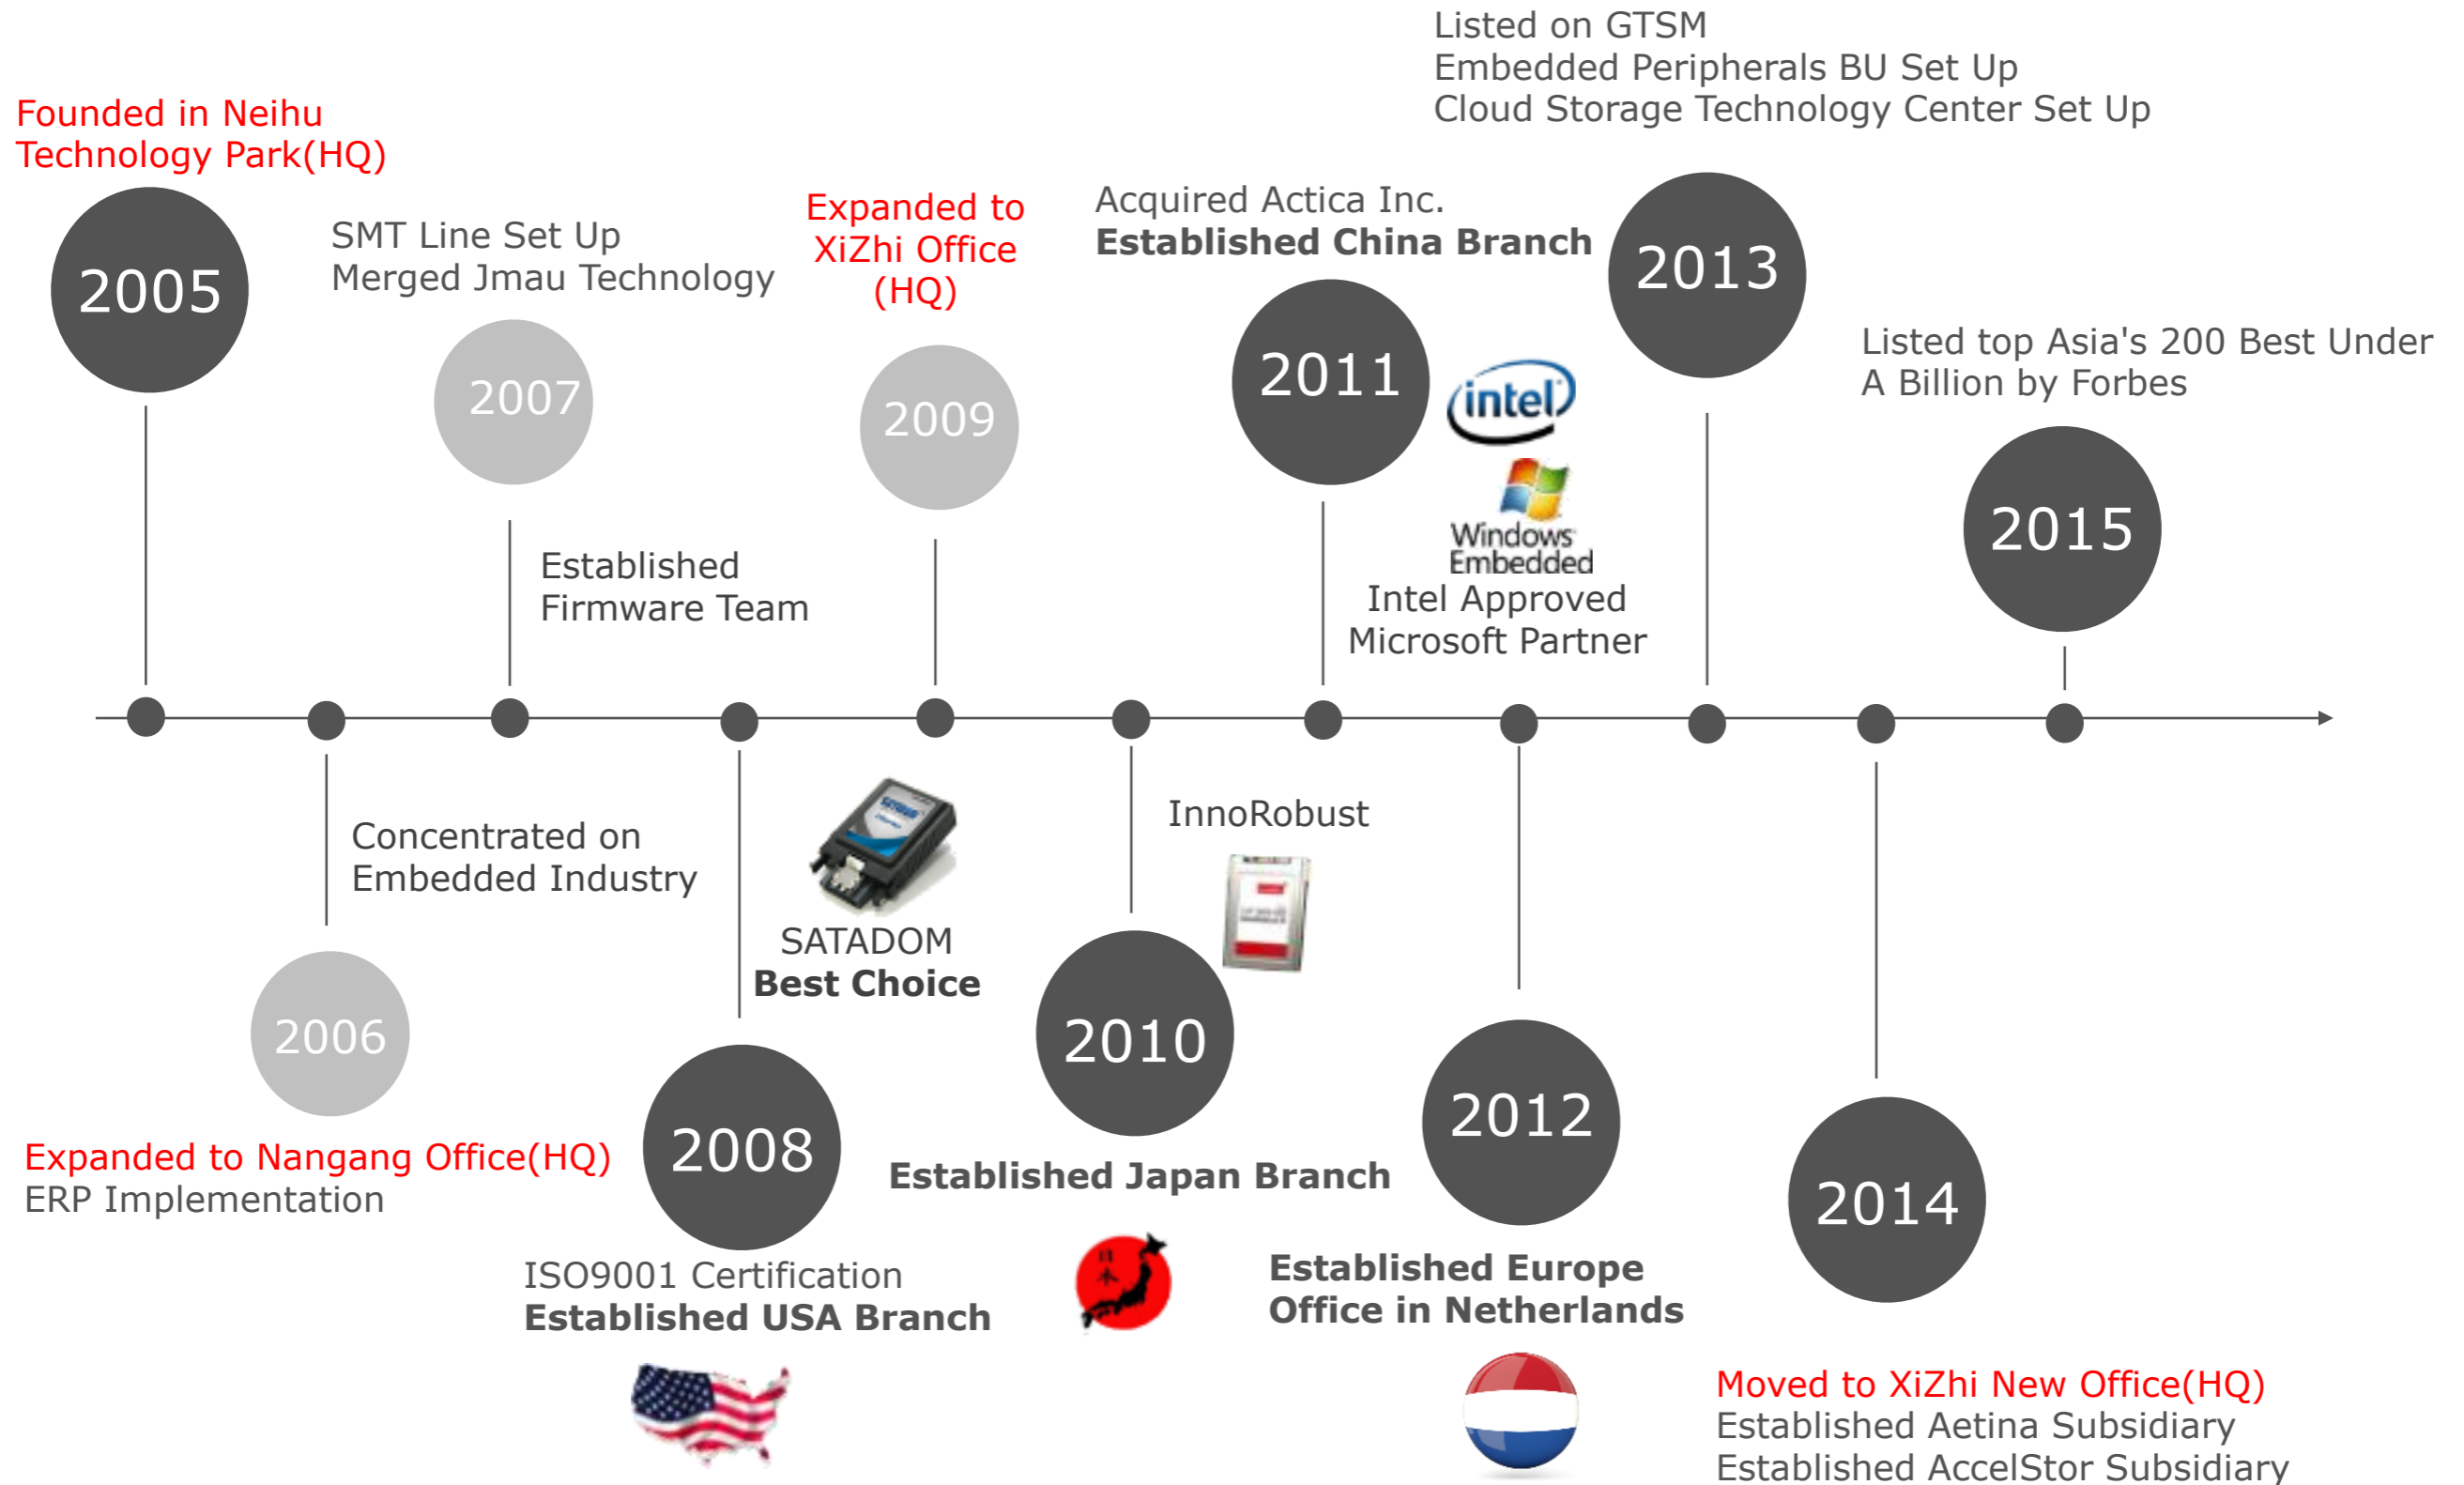 Founded in Neihu
Technology Park(HQ)
2005
Concentrated on
Embedded Industry
2006
Expanded to Nangang Office(HQ)
ERP Implementation
SMT Line Set Up
Merged Jmau Technology
2007
Established
Firmware Team
SATADOM
Best Choice
2008
ISO9001 Certification
Established USA Branch
Expanded to
XiZhi Office
(HQ)
2009
InnoRobust
2010
Established Japan Branch
日
本
Acquired Actica Inc.
Established China Branch
2011
intel
Windows
Embedded
Intel Approved
Microsoft Partner
2012
Established Europe
Office in Netherlands
Listed on GTSM
Embedded Peripherals BU Set Up
Cloud Storage Technology Center Set Up
2013
2014
Moved to XiZhi New Office(HQ)
Established Aetina Subsidiary
Established AccelStor Subsidiary
Listed top Asia's 200 Best Under
A Billion by Forbes
2015